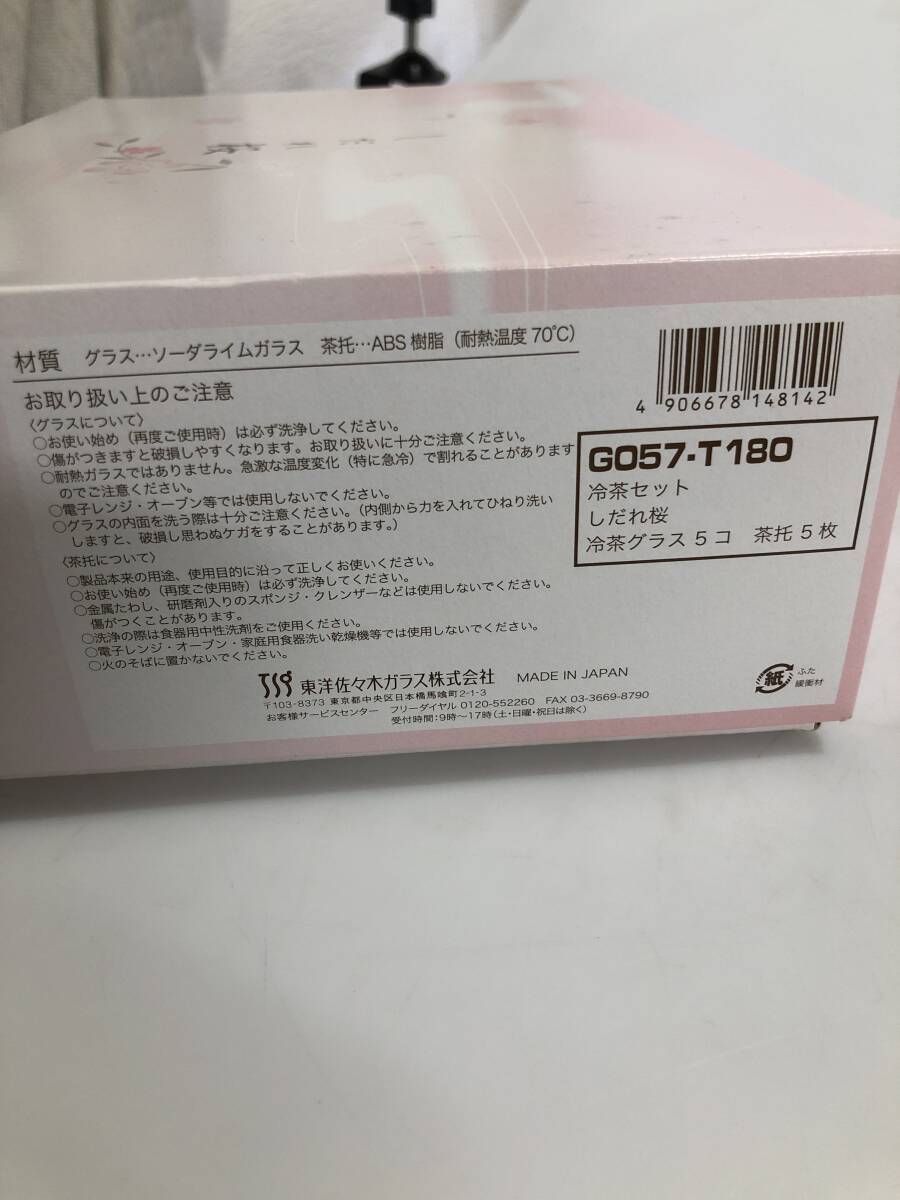 材質 グラス…ソーダライムガラス 茶托…ABS樹脂（耐熱温度70℃）
お取り扱い上のご注意
〈グラスについて〉
○お使い始め（再度ご使用時）は必ず洗浄してください。
○傷がつきますと破損しやすくなります。お取り扱いに十分ご注意ください。
○耐熱ガラスではありません。急激な温度変化（特に急冷）で割れることがあります
のでご注意ください。
○電子レンジ・オーブン等では使用しないでください。
○グラスの内面を洗う際は十分ご注意ください。（内側から力を入れてひねり洗い
しますと、破損し思わぬケガをすることがあります。）
〈茶托について〉
○製品本来の用途、使用目的に沿って正しくお使いください。
○お使い始め（再度ご使用時）は必ず洗浄してください。
○金属たわし、研磨剤入りのスポンジ・クレンザーなどは使用しないでください。
傷がつくことがあります。
○洗浄の際は食器用中性洗剤をご使用ください。
○電子レンジ・オーブン・家庭用食器洗い乾燥機等では使用しないでください。
○火のそばに置かないでください。
TSg 東洋佐々木ガラス株式会社 MADE IN JAPAN
〒103-8373 東京都中央区日本橋馬喰町2-1-3
お客様サービスセンター フリーダイヤル 0120-552260 FAX 03-3669-8790
受付時間：9時〜17時（土・日曜・祝日は除く）
4 906678 148142
G057-T180
冷茶セット
しだれ桜
冷茶グラス 5コ 茶托 5枚
紙 ふた
緩衝材